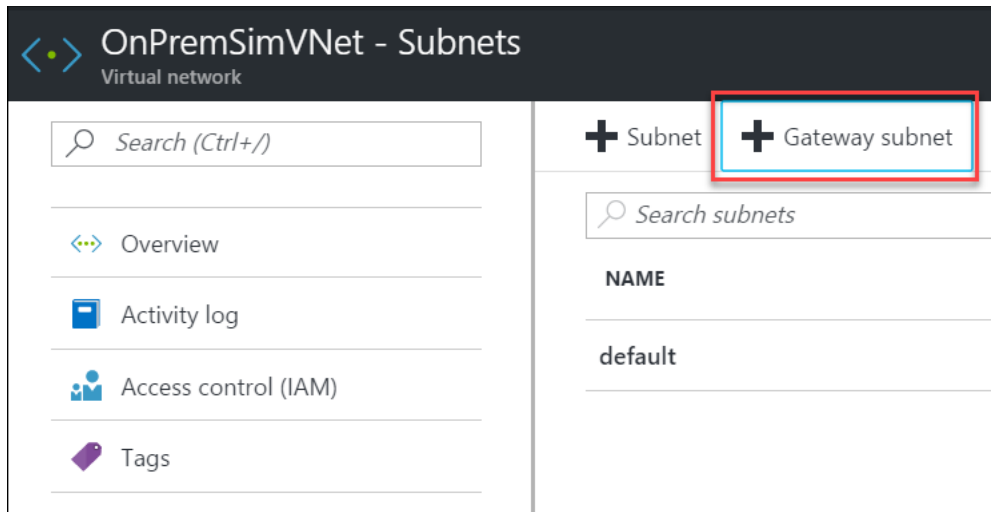 OnPremSimVNet - Subnets
Virtual network
Search (Ctrl+/)
Overview
Activity log
Access control (IAM)
Tags
Subnet
Gateway subnet
Search subnets
NAME
default